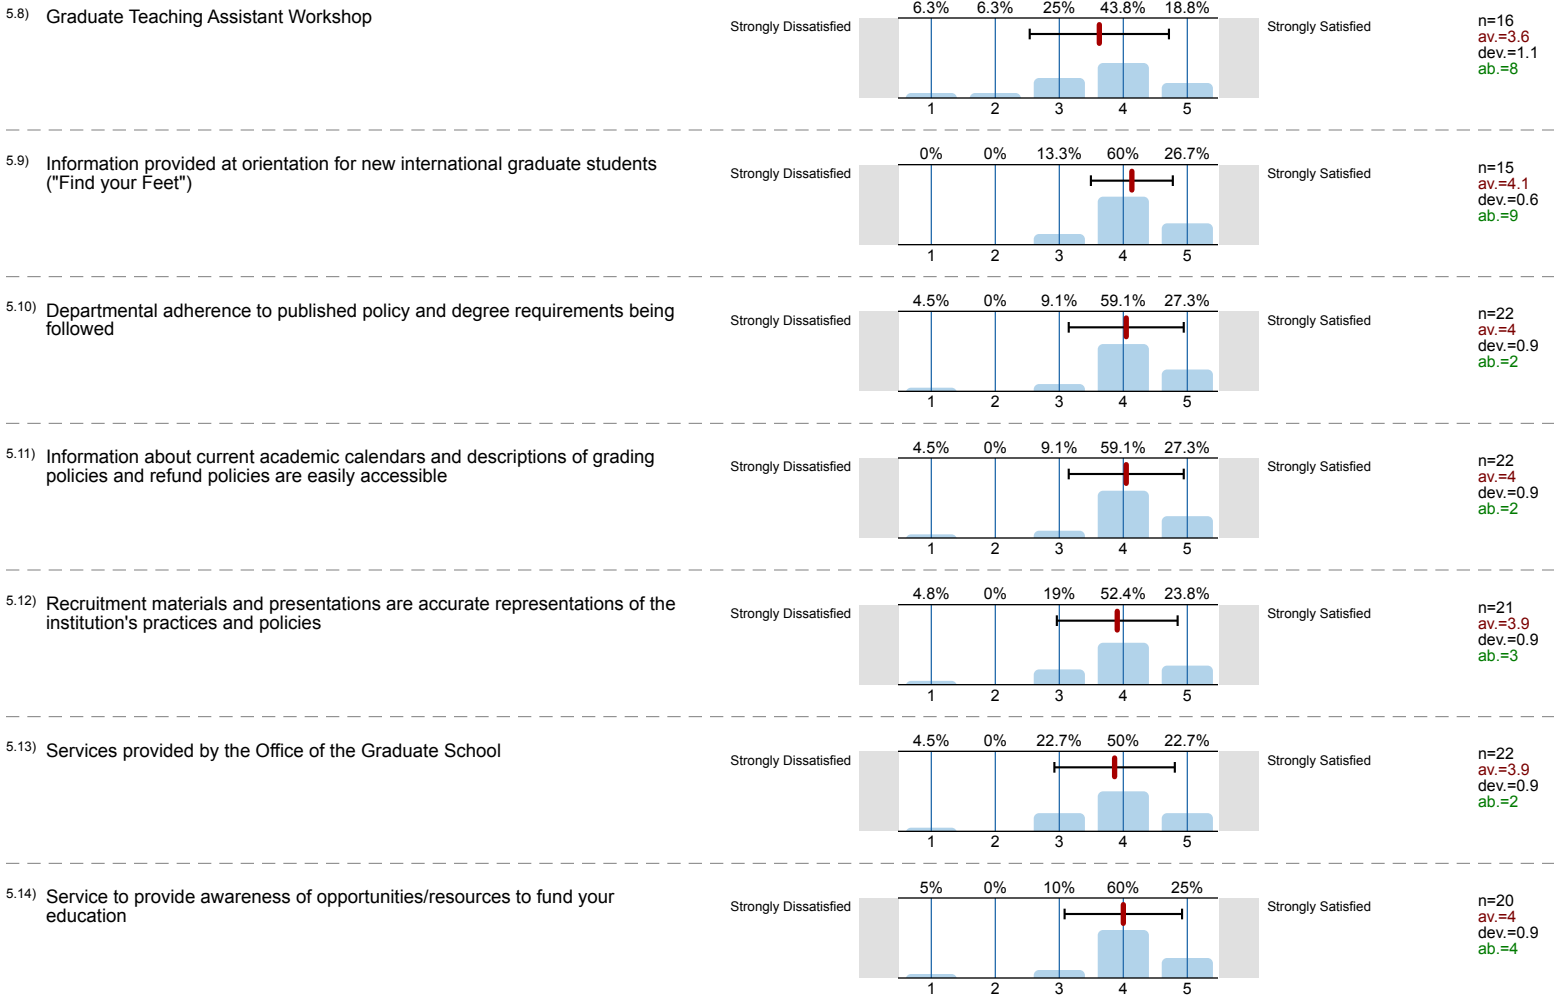 5.8) Graduate Teaching Assistant Workshop
6.3% 6.3% 25% 43.8% 18.8%
Strongly Dissatisfied Strongly Satisfied
1 2 3 4 5
n=16
av.=3.6
dev.=1.1
ab.=8
5.9) Information provided at orientation for new international graduate students
("Find your Feet")
0% 0% 13.3% 60% 26.7%
Strongly Dissatisfied Strongly Satisfied
1 2 3 4 5
n=15
av.=4.1
dev.=0.6
ab.=9
5.10) Departmental adherence to published policy and degree requirements being
followed
4.5% 0% 9.1% 59.1% 27.3%
Strongly Dissatisfied Strongly Satisfied
1 2 3 4 5
n=22
av.=4
dev.=0.9
ab.=2
5.11) Information about current academic calendars and descriptions of grading
policies and refund policies are easily accessible
4.5% 0% 9.1% 59.1% 27.3%
Strongly Dissatisfied Strongly Satisfied
1 2 3 4 5
n=22
av.=4
dev.=0.9
ab.=2
5.12) Recruitment materials and presentations are accurate representations of the
institution's practices and policies
4.8% 0% 19% 52.4% 23.8%
Strongly Dissatisfied Strongly Satisfied
1 2 3 4 5
n=21
av.=3.9
dev.=0.9
ab.=3
5.13) Services provided by the Office of the Graduate School
4.5% 0% 22.7% 50% 22.7%
Strongly Dissatisfied Strongly Satisfied
1 2 3 4 5
n=22
av.=3.9
dev.=0.9
ab.=2
5.14) Service to provide awareness of opportunities/resources to fund your
education
5% 0% 10% 60% 25%
Strongly Dissatisfied Strongly Satisfied
1 2 3 4 5
n=20
av.=4
dev.=0.9
ab.=4